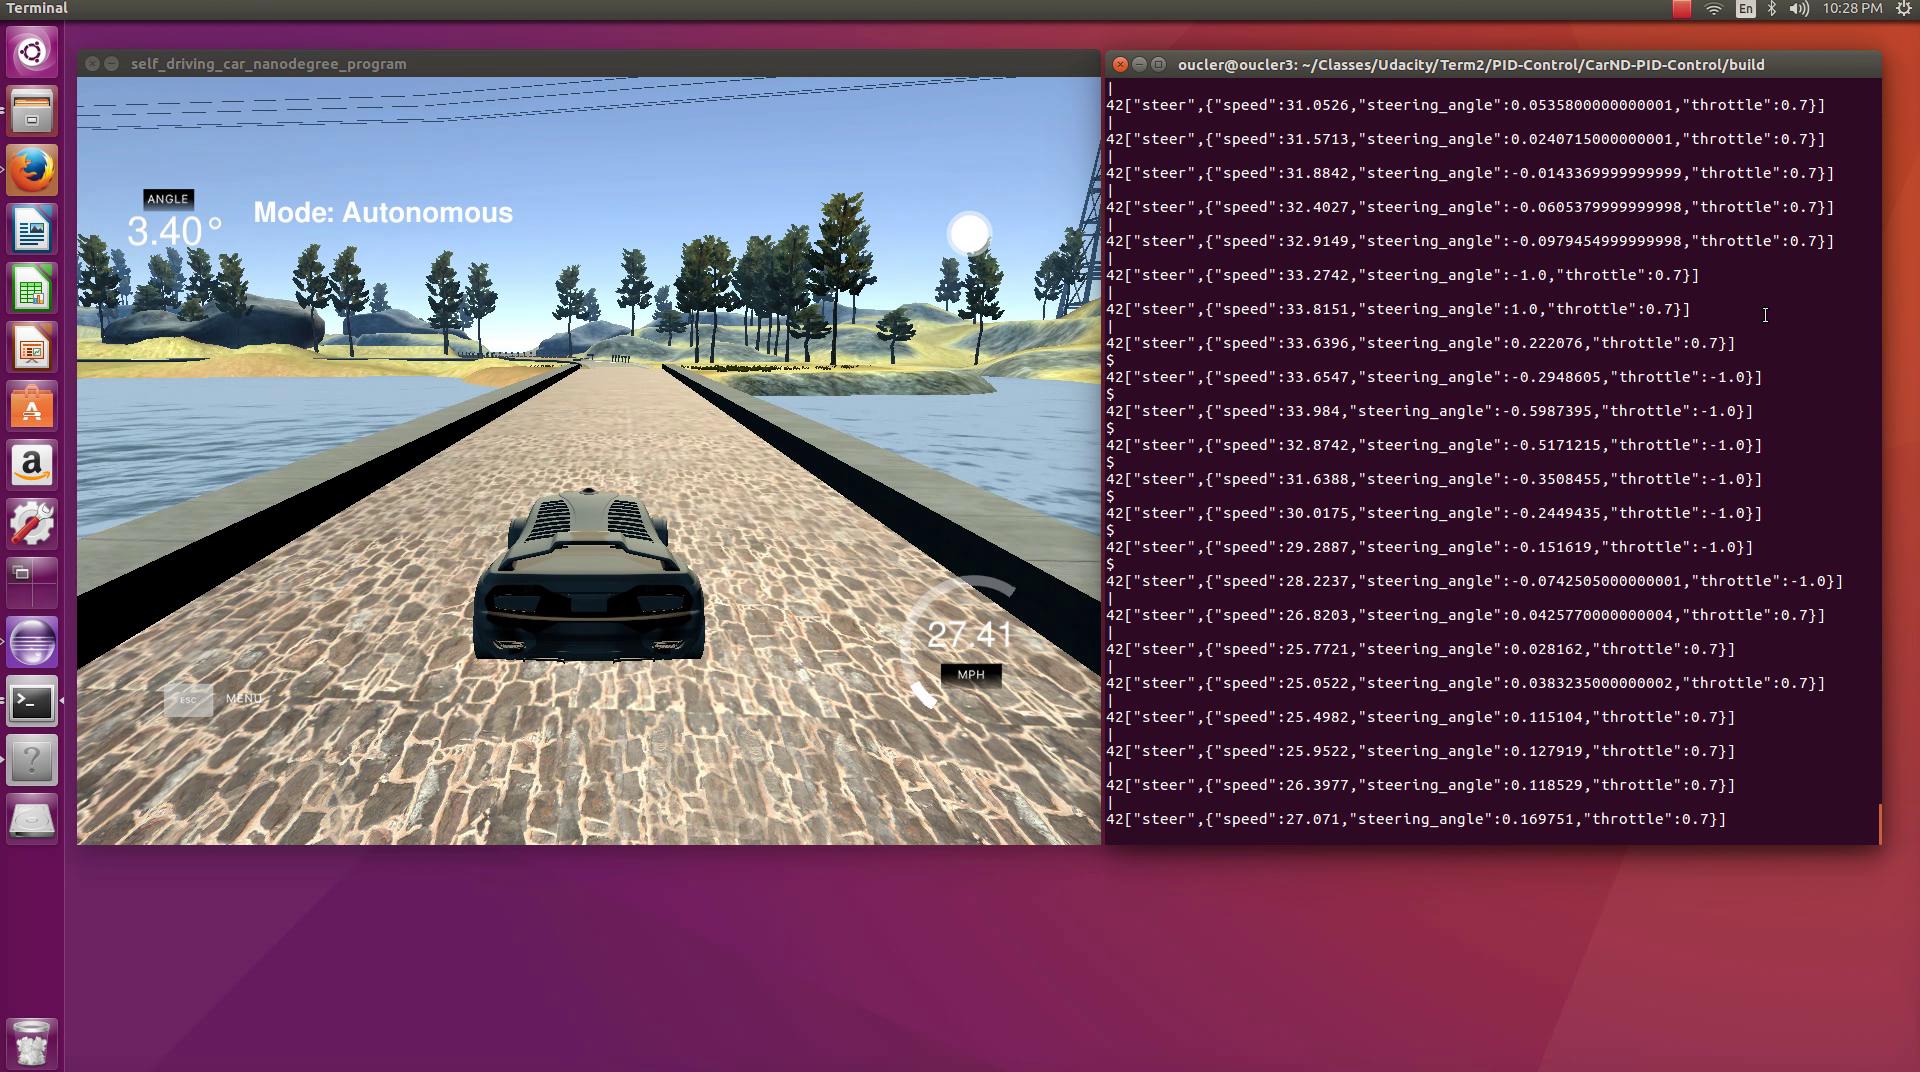 Terminal
En
10:28 PM
self_driving_car_nanodegree_program
ANGLE
3.40°
Mode: Autonomous
27.41
MPH
ESC
MENU
oucler@oucler3: ~/Classes/Udacity/Term2/PID-Control/CarND-PID-Control/build
|
42["steer",{"speed":31.0526,"steering_angle":0.0535800000000001,"throttle":0.7}]
|
42["steer",{"speed":31.5713,"steering_angle":0.0240715000000001,"throttle":0.7}]
|
42["steer",{"speed":31.8842,"steering_angle":-0.0143369999999999,"throttle":0.7}]
|
42["steer",{"speed":32.4027,"steering_angle":-0.0605379999999998,"throttle":0.7}]
|
42["steer",{"speed":32.9149,"steering_angle":-0.0979454999999998,"throttle":0.7}]
|
42["steer",{"speed":33.2742,"steering_angle":-1.0,"throttle":0.7}]
|
42["steer",{"speed":33.8151,"steering_angle":1.0,"throttle":0.7}]
|
42["steer",{"speed":33.6396,"steering_angle":0.222076,"throttle":0.7}]
$
42["steer",{"speed":33.6547,"steering_angle":-0.2948605,"throttle":-1.0}]
$
42["steer",{"speed":33.984,"steering_angle":-0.5987395,"throttle":-1.0}]
$
42["steer",{"speed":32.8742,"steering_angle":-0.5171215,"throttle":-1.0}]
$
42["steer",{"speed":31.6388,"steering_angle":-0.3508455,"throttle":-1.0}]
$
42["steer",{"speed":30.0175,"steering_angle":-0.2449435,"throttle":-1.0}]
$
42["steer",{"speed":29.2887,"steering_angle":-0.151619,"throttle":-1.0}]
$
42["steer",{"speed":28.2237,"steering_angle":-0.0742505000000001,"throttle":-1.0}]
|
42["steer",{"speed":26.8203,"steering_angle":0.0425770000000004,"throttle":0.7}]
|
42["steer",{"speed":25.7721,"steering_angle":0.028162,"throttle":0.7}]
|
42["steer",{"speed":25.0522,"steering_angle":0.0383235000000002,"throttle":0.7}]
|
42["steer",{"speed":25.4982,"steering_angle":0.115104,"throttle":0.7}]
|
42["steer",{"speed":25.9522,"steering_angle":0.127919,"throttle":0.7}]
|
42["steer",{"speed":26.3977,"steering_angle":0.118529,"throttle":0.7}]
|
42["steer",{"speed":27.071,"steering_angle":0.169751,"throttle":0.7}]